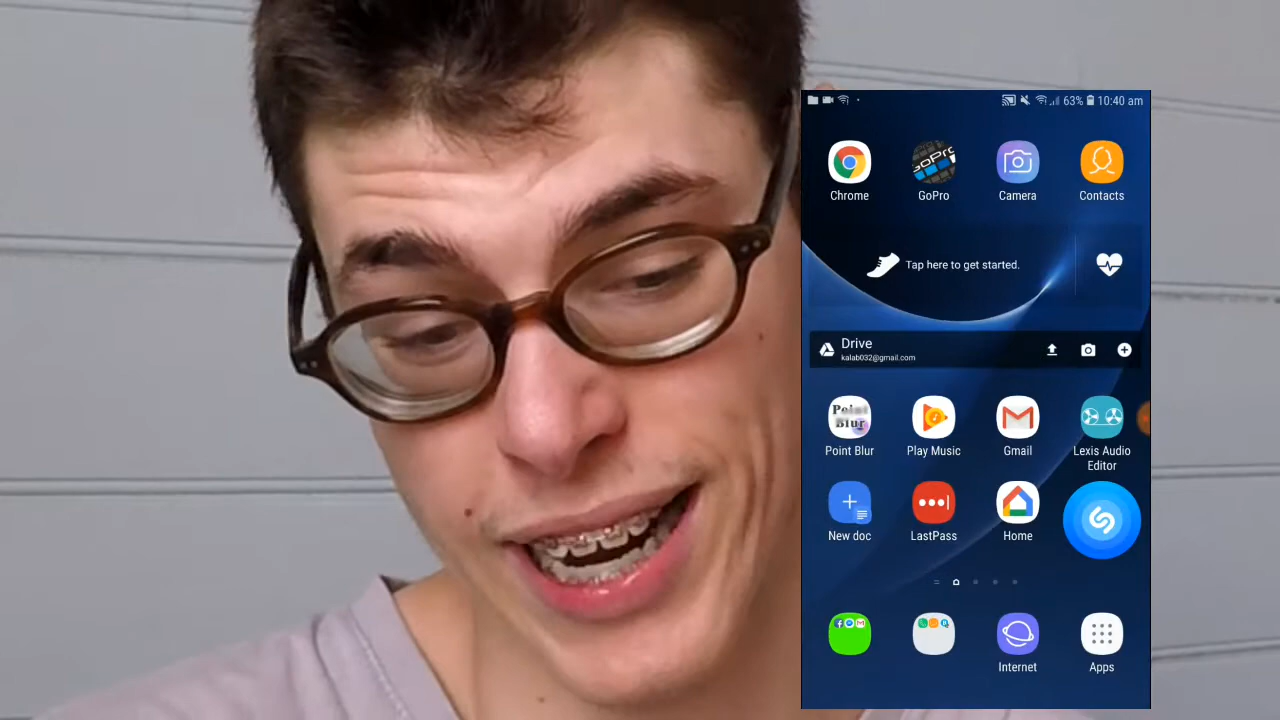 63% 10:40 am
GoPro
Chrome GoPro Camera Contacts
Tap here to get started.
Drive
kalab032@gmail.com
Point
Blur
Point Blur Play Music Gmail Lexis Audio
Editor
New doc LastPass Home
Internet Apps